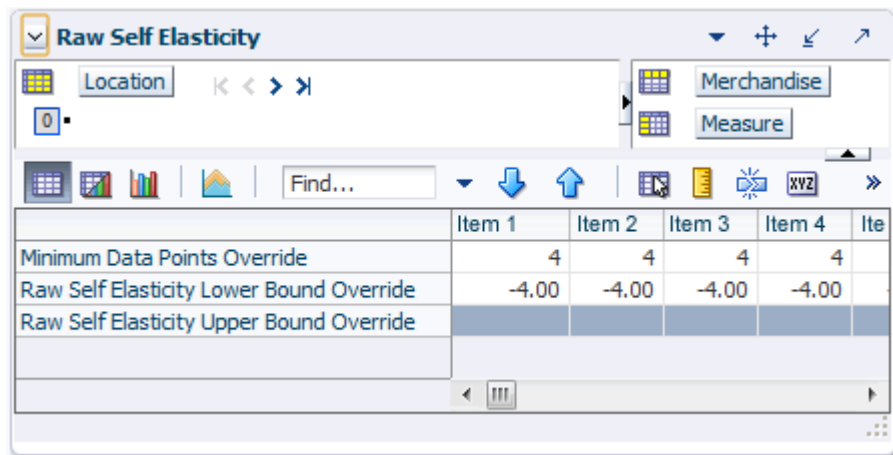 Raw Self Elasticity
Location
Merchandise
0
Measure
Find...
XYZ
Item 1 Item 2 Item 3 Item 4 Ite
Minimum Data Points Override 4 4 4 4
Raw Self Elasticity Lower Bound Override -4.00 -4.00 -4.00 -4.00 -
Raw Self Elasticity Upper Bound Override